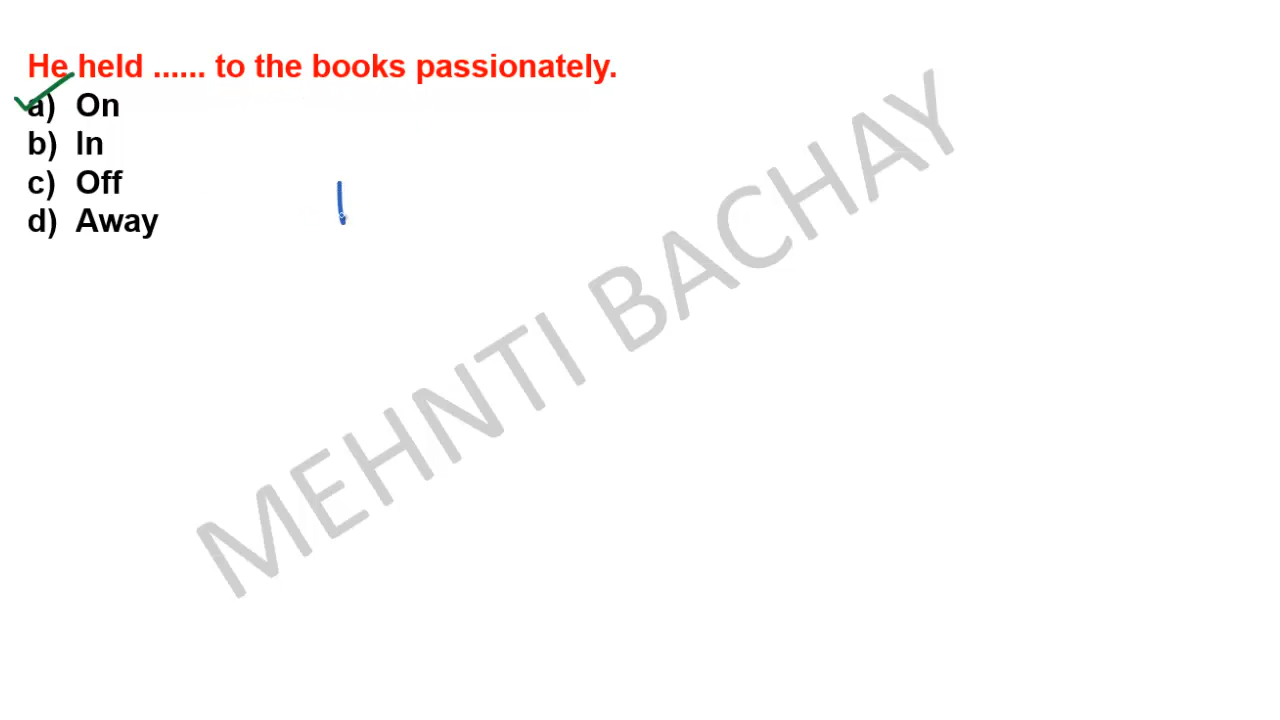 He held ...... to the books passionately.
a) On
b) In
c) Off
d) Away
MEHNTI BACHAY